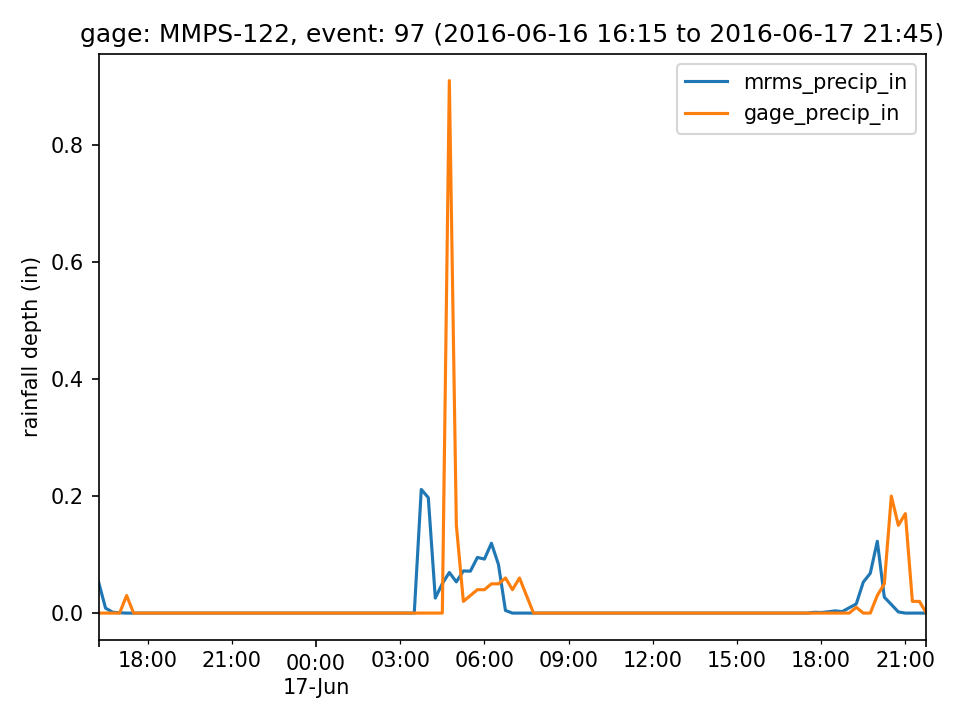 gage: MMPS-122, event: 97 (2016-06-16 16:15 to 2016-06-17 21:45)
mrms_precip_in
gage_precip_in
rainfall depth (in)
0.8
0.6
0.4
0.2
0.0
18:00 21:00 00:00 03:00 06:00 09:00 12:00 15:00 18:00 21:00
17-Jun